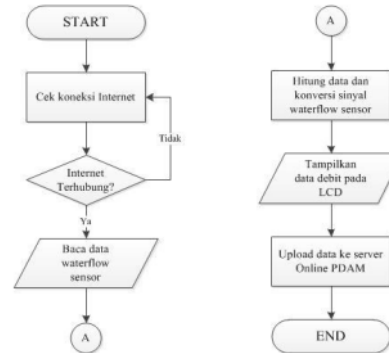 START
Cek koneksi Internet
Tidak
Internet
Terhubung?
Ya
Baca data
waterflow
sensor
A
A
Hitung data dan
konversi sinyal
waterflow sensor
Tampilkan
data debit pada
LCD
Upload data ke server
Online PDAM
END